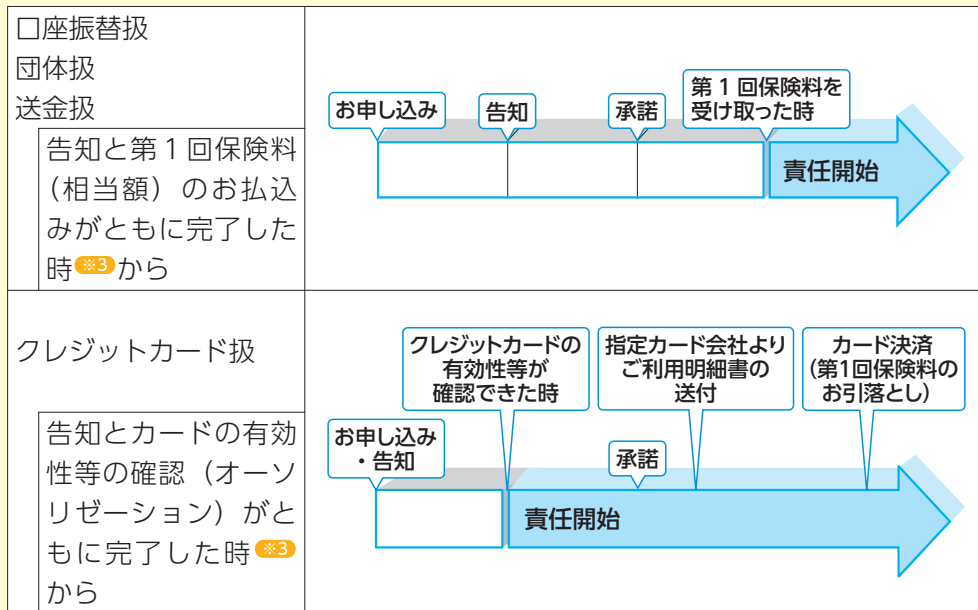 口座振替扱
団体扱
送金扱
告知と第1回保険料
(相当額)のお払込
みがともに完了した
時※3から
お申し込み
告知
承諾
第1回保険料を
受け取った時
責任開始
クレジットカード扱
告知とカードの有効
性等の確認(オーソ
リゼーション)がと
もに完了した時※3
から
お申し込み
・告知
クレジットカードの
有効性等が
確認できた時
承諾
指定カード会社より
ご利用明細書の
送付
カード決済
(第1回保険料の
お引落とし)
責任開始